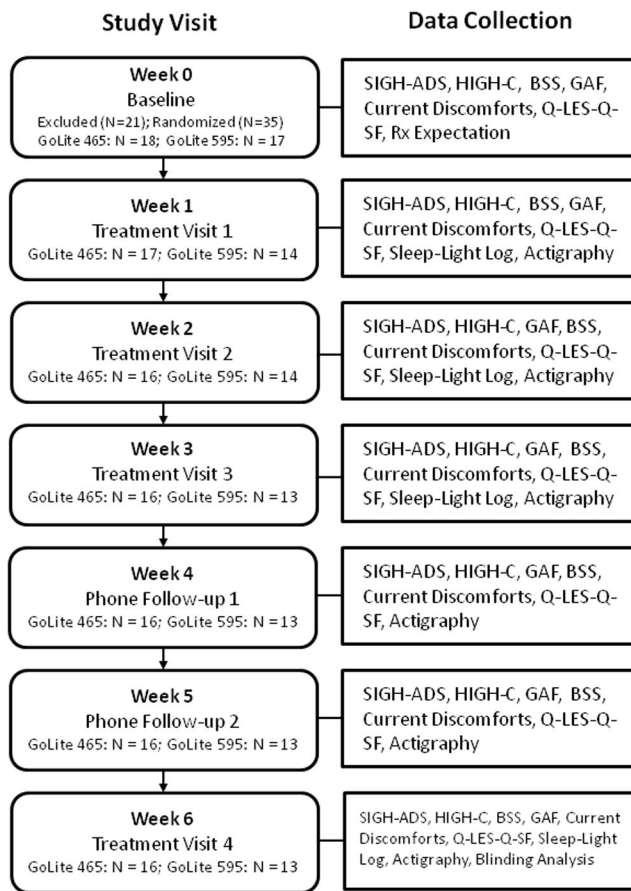 Study Visit
Data Collection
Week 0
Baseline
Excluded (N=21); Randomized (N=35)
GoLite 465: N = 18; GoLite 595: N = 17
SIGH-ADS, HIGH-C, BSS, GAF,
Current Discomforts, Q-LES-Q-
SF, Rx Expectation
Week 1
Treatment Visit 1
GoLite 465: N = 17; GoLite 595: N = 14
SIGH-ADS, HIGH-C, BSS, GAF,
Current Discomforts, Q-LES-Q-
SF, Sleep-Light Log, Actigraphy
Week 2
Treatment Visit 2
GoLite 465: N = 16; GoLite 595: N = 14
SIGH-ADS, HIGH-C, GAF, BSS,
Current Discomforts, Q-LES-Q-
SF, Sleep-Light Log, Actigraphy
Week 3
Treatment Visit 3
GoLite 465: N = 16; GoLite 595: N = 13
SIGH-ADS, HIGH-C, GAF, BSS,
Current Discomforts, Q-LES-Q-
SF, Sleep-Light Log, Actigraphy
Week 4
Phone Follow-up 1
GoLite 465: N = 16; GoLite 595: N = 13
SIGH-ADS, HIGH-C, GAF, BSS,
Current Discomforts, Q-LES-Q-
SF, Actigraphy
Week 5
Phone Follow-up 2
GoLite 465: N = 16; GoLite 595: N = 13
SIGH-ADS, HIGH-C, GAF, BSS,
Current Discomforts, Q-LES-Q-
SF, Actigraphy
Week 6
Treatment Visit 4
GoLite 465: N = 16; GoLite 595: N = 13
SIGH-ADS, HIGH-C, BSS, GAF, Current
Discomforts, Q-LES-Q-SF, Sleep-Light
Log, Actigraphy, Blinding Analysis